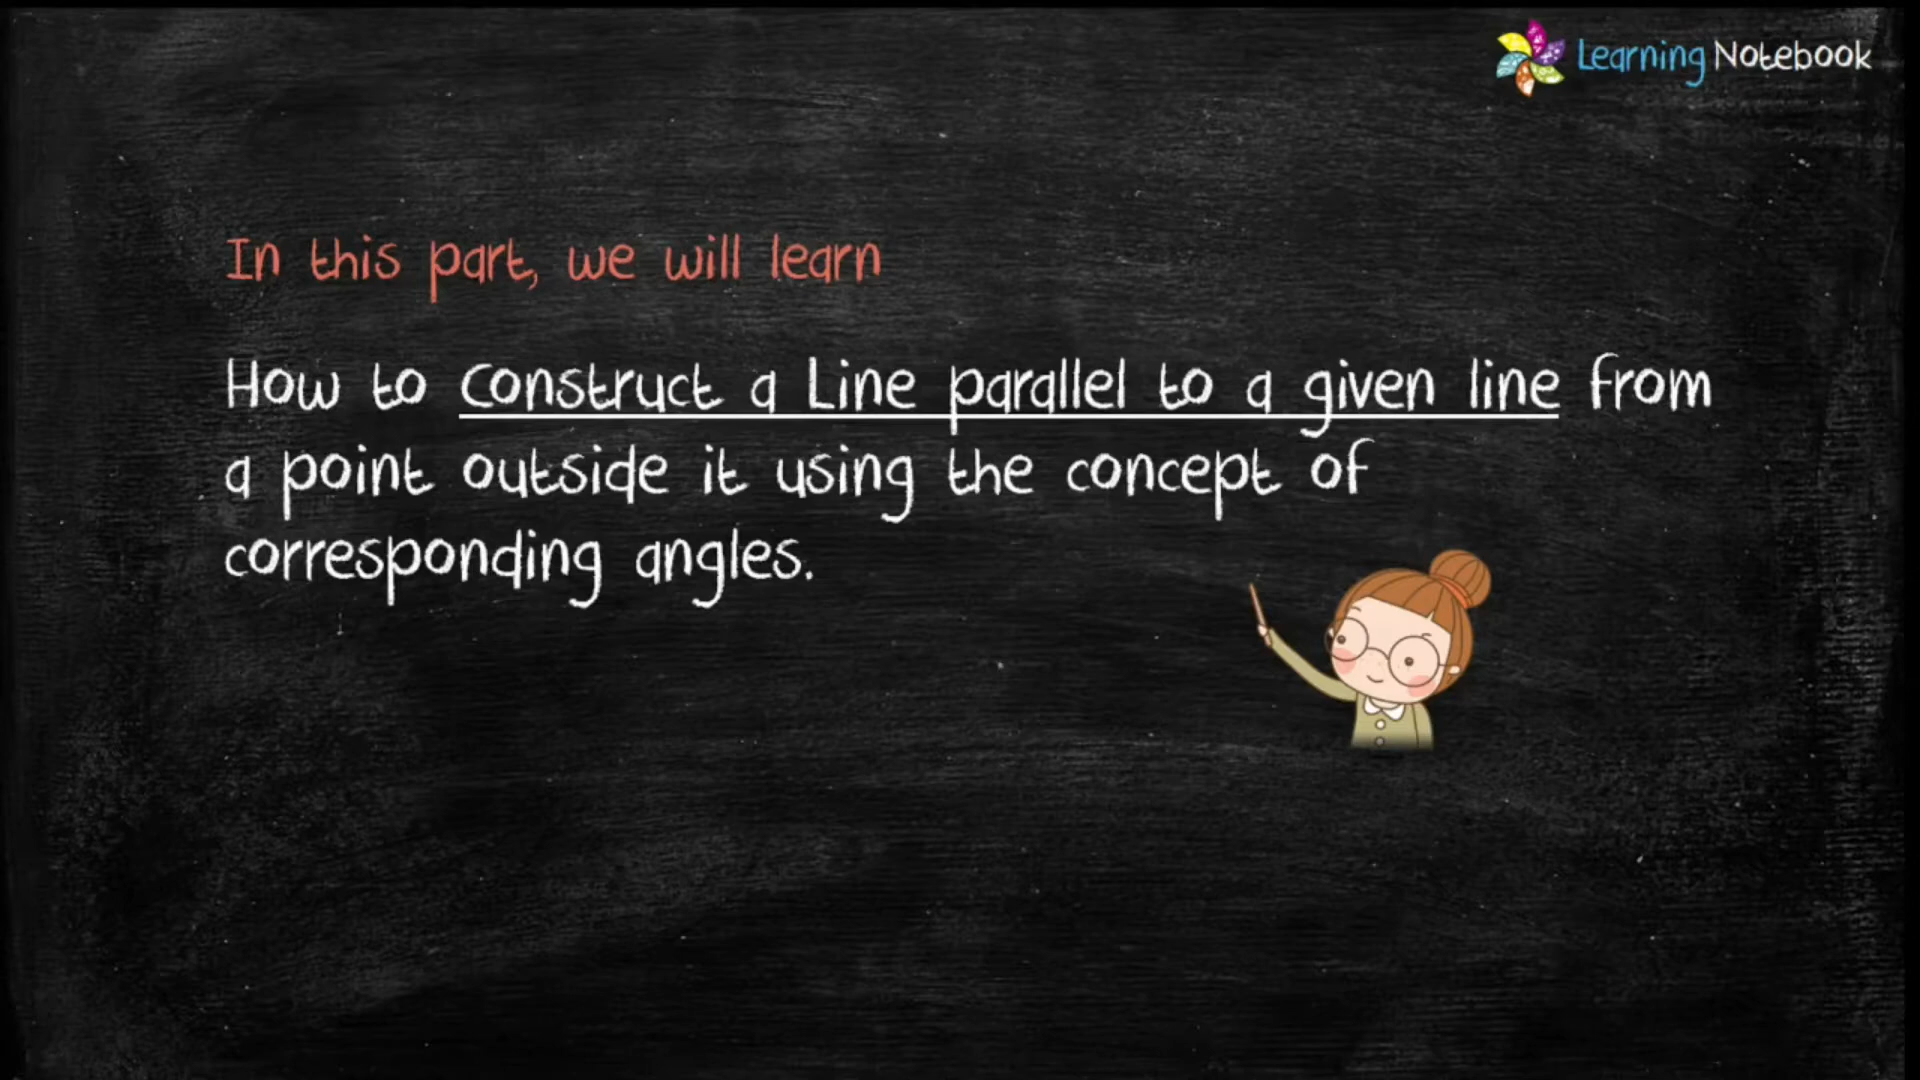 Learning Notebook
In this part, we will learn
How to construct a Line parallel to a given line from
a point outside it using the concept of
corresponding angles.